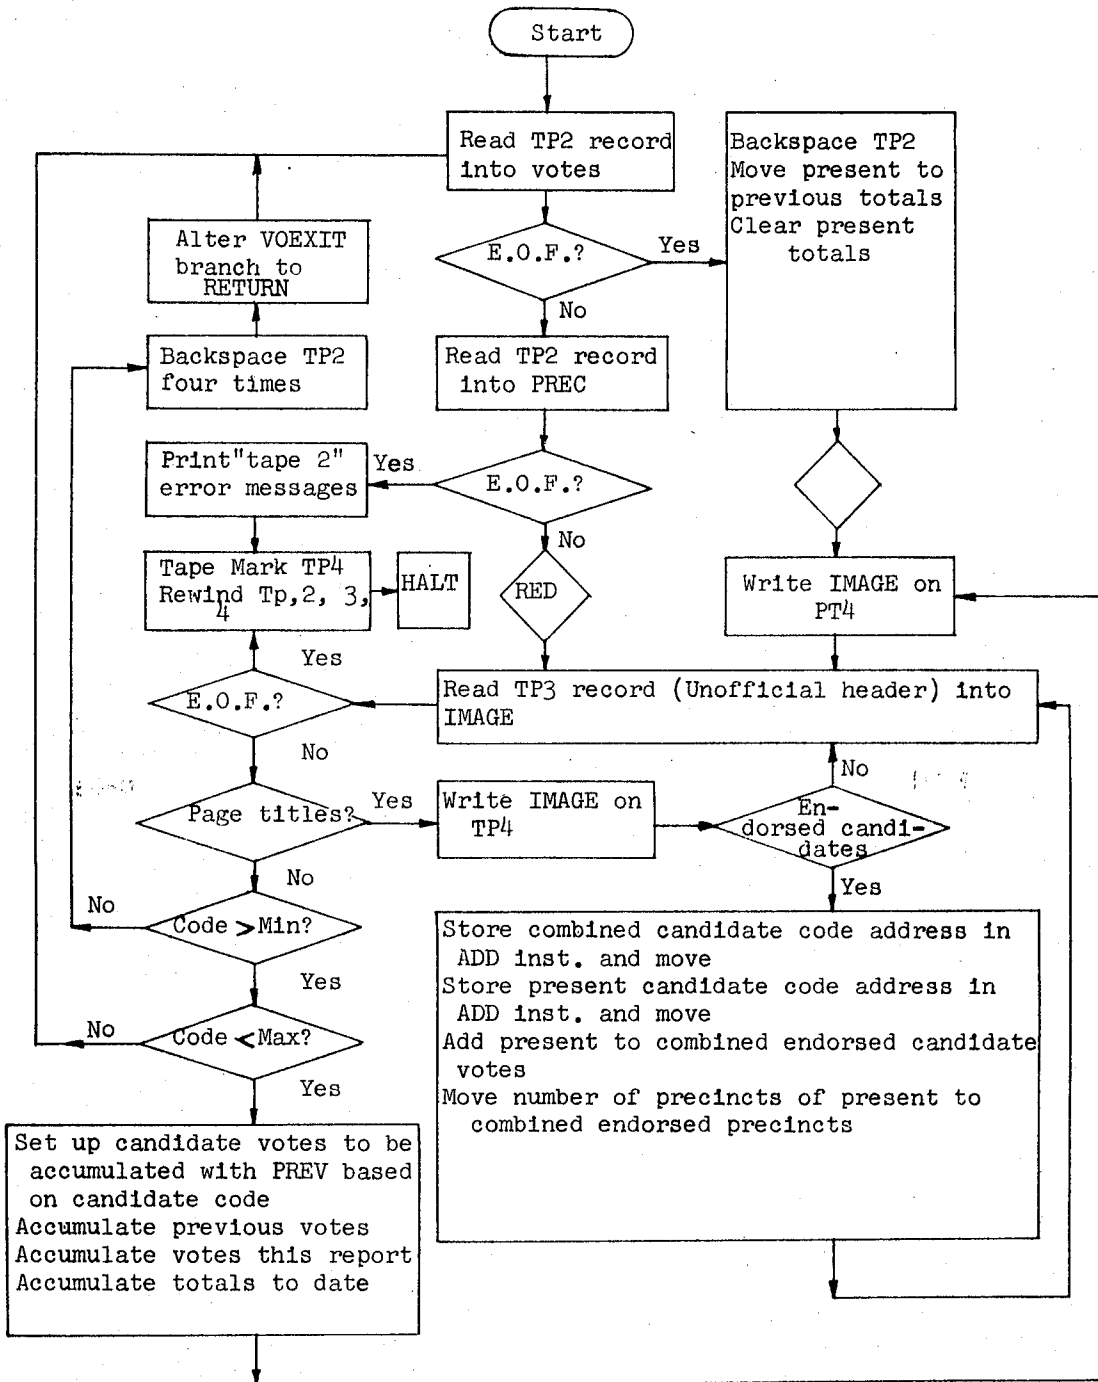 Start
Read TP2 record
into votes
Backspace TP2
Move present to
previous totals
Clear present
totals
Alter VOEXIT
branch to
RETURN
E.O.F.?
Yes
No
Backspace TP2
four times
Read TP2 record
into PREC
Print"tape 2"
error messages
Yes
E.O.F.?
No
Tape Mark TP4
Rewind Tp,2, 3,
4
HALT
RED
Write IMAGE on
PT4
Yes
E.O.F.?
Read TP3 record (Unofficial header) into
IMAGE
No
No
Page titles?
Yes
Write IMAGE on
TP4
En-
dorsed candi-
dates
No
Yes
No
Code > Min?
Yes
No
Code < Max?
Yes
Store combined candidate code address in
ADD inst. and move
Store present candidate code address in
ADD inst. and move
Add present to combined endorsed candidate
votes
Move number of precincts of present to
combined endorsed precincts
Set up candidate votes to be
accumulated with PREV based
on candidate code
Accumulate previous votes
Accumulate votes this report
Accumulate totals to date